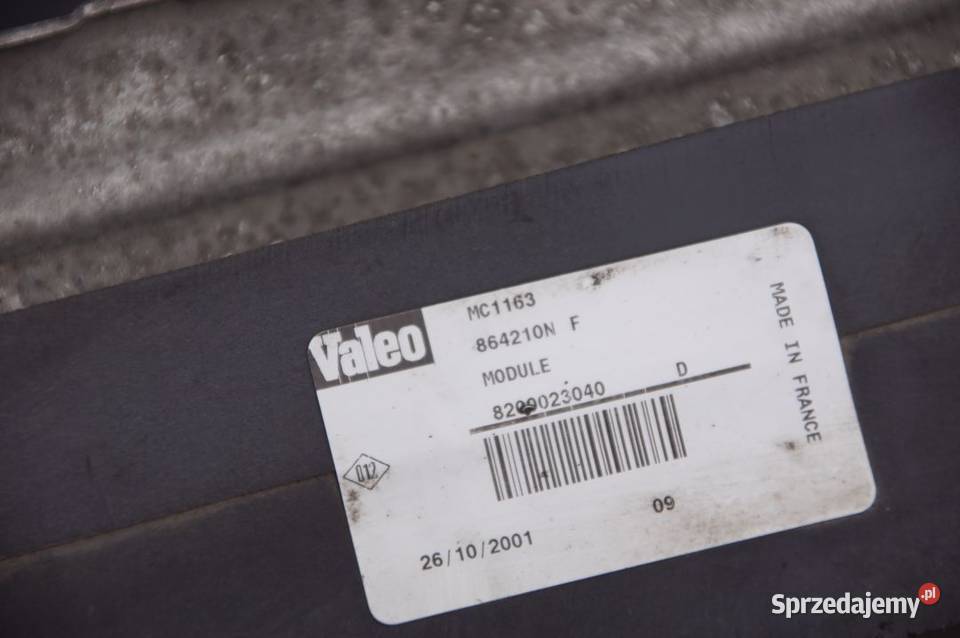 Valeo
MC1163
864210N F
MODULE
8200023040 D
MADE IN FRANCE
012
09
26/10/2001
Sprzedajemy.pl